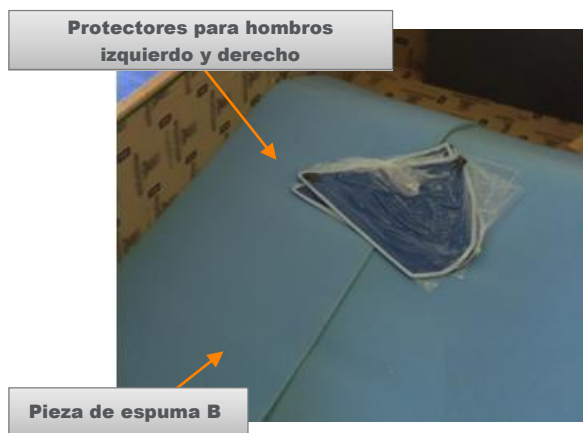 Protectores para hombros
izquierdo y derecho
Pieza de espuma B